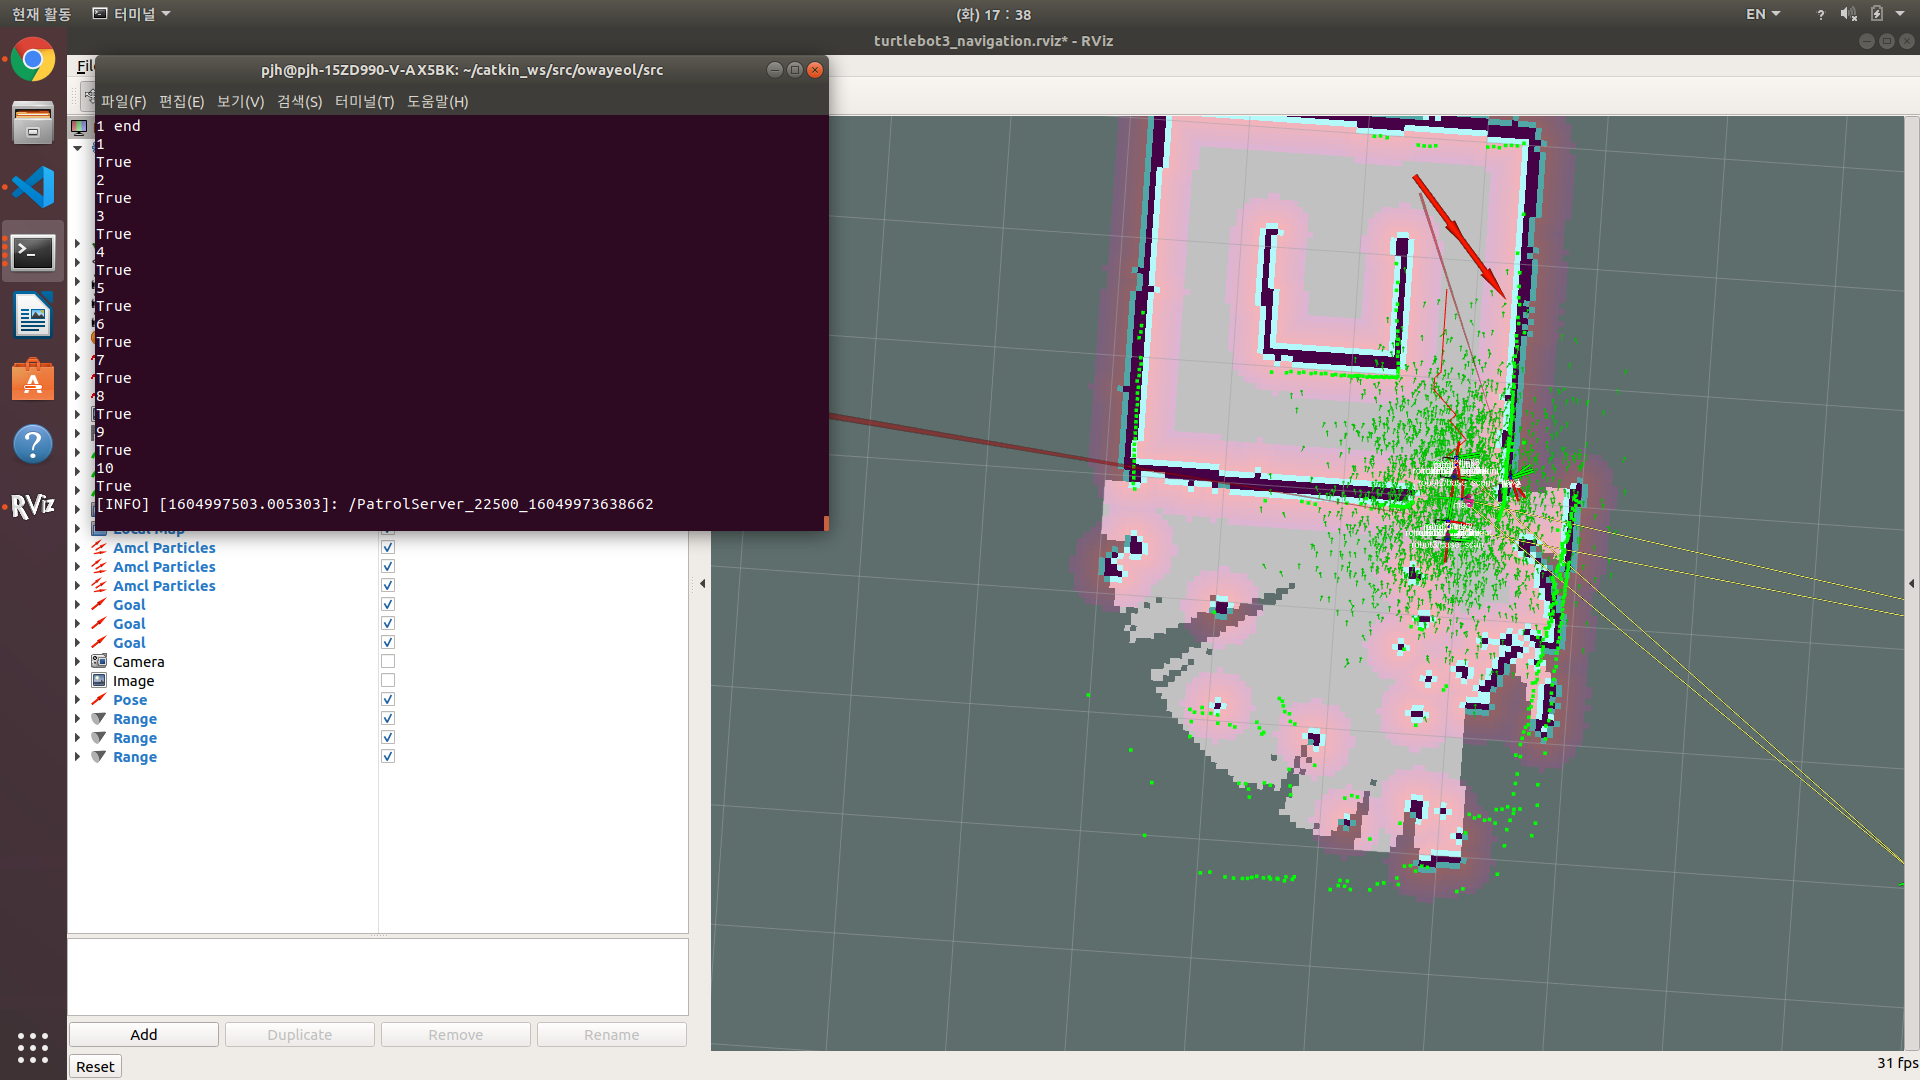 현재 활동
터미널
(화) 17 : 38
EN
?
turtlebot3_navigation.rviz* - RViz
File
pjh@pjh-15ZD990-V-AX5BK: ~/catkin_ws/src/owayeol/src
파일(F) 편집(E) 보기(V) 검색(S) 터미널(T) 도움말(H)
1 end
1
True
2
True
3
True
4
True
5
True
6
True
7
True
8
True
9
True
10
True
[INFO] [1604997503.005303]: /PatrolServer_22500_16049973638662
RViz
Local Map
Amcl Particles
Amcl Particles
Amcl Particles
Goal
Goal
Goal
Camera
Image
Pose
Range
Range
Range
Add
Duplicate
Remove
Rename
Reset
31 fps